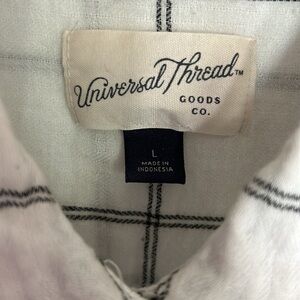 Universal Thread™
GOODS
CO.
L
MADE IN
INDONESIA